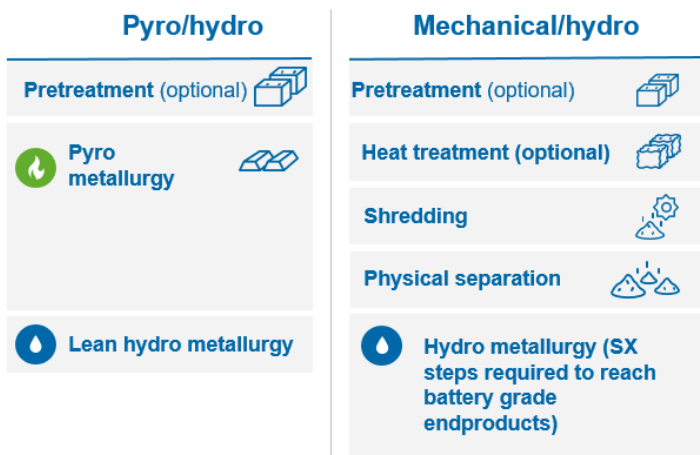 Pyro/hydro
Pretreatment (optional)
Pyro
metallurgy
Lean hydro metallurgy
Mechanical/hydro
Pretreatment (optional)
Heat treatment (optional)
Shredding
Physical separation
Hydro metallurgy (SX
steps required to reach
battery grade
endproducts)